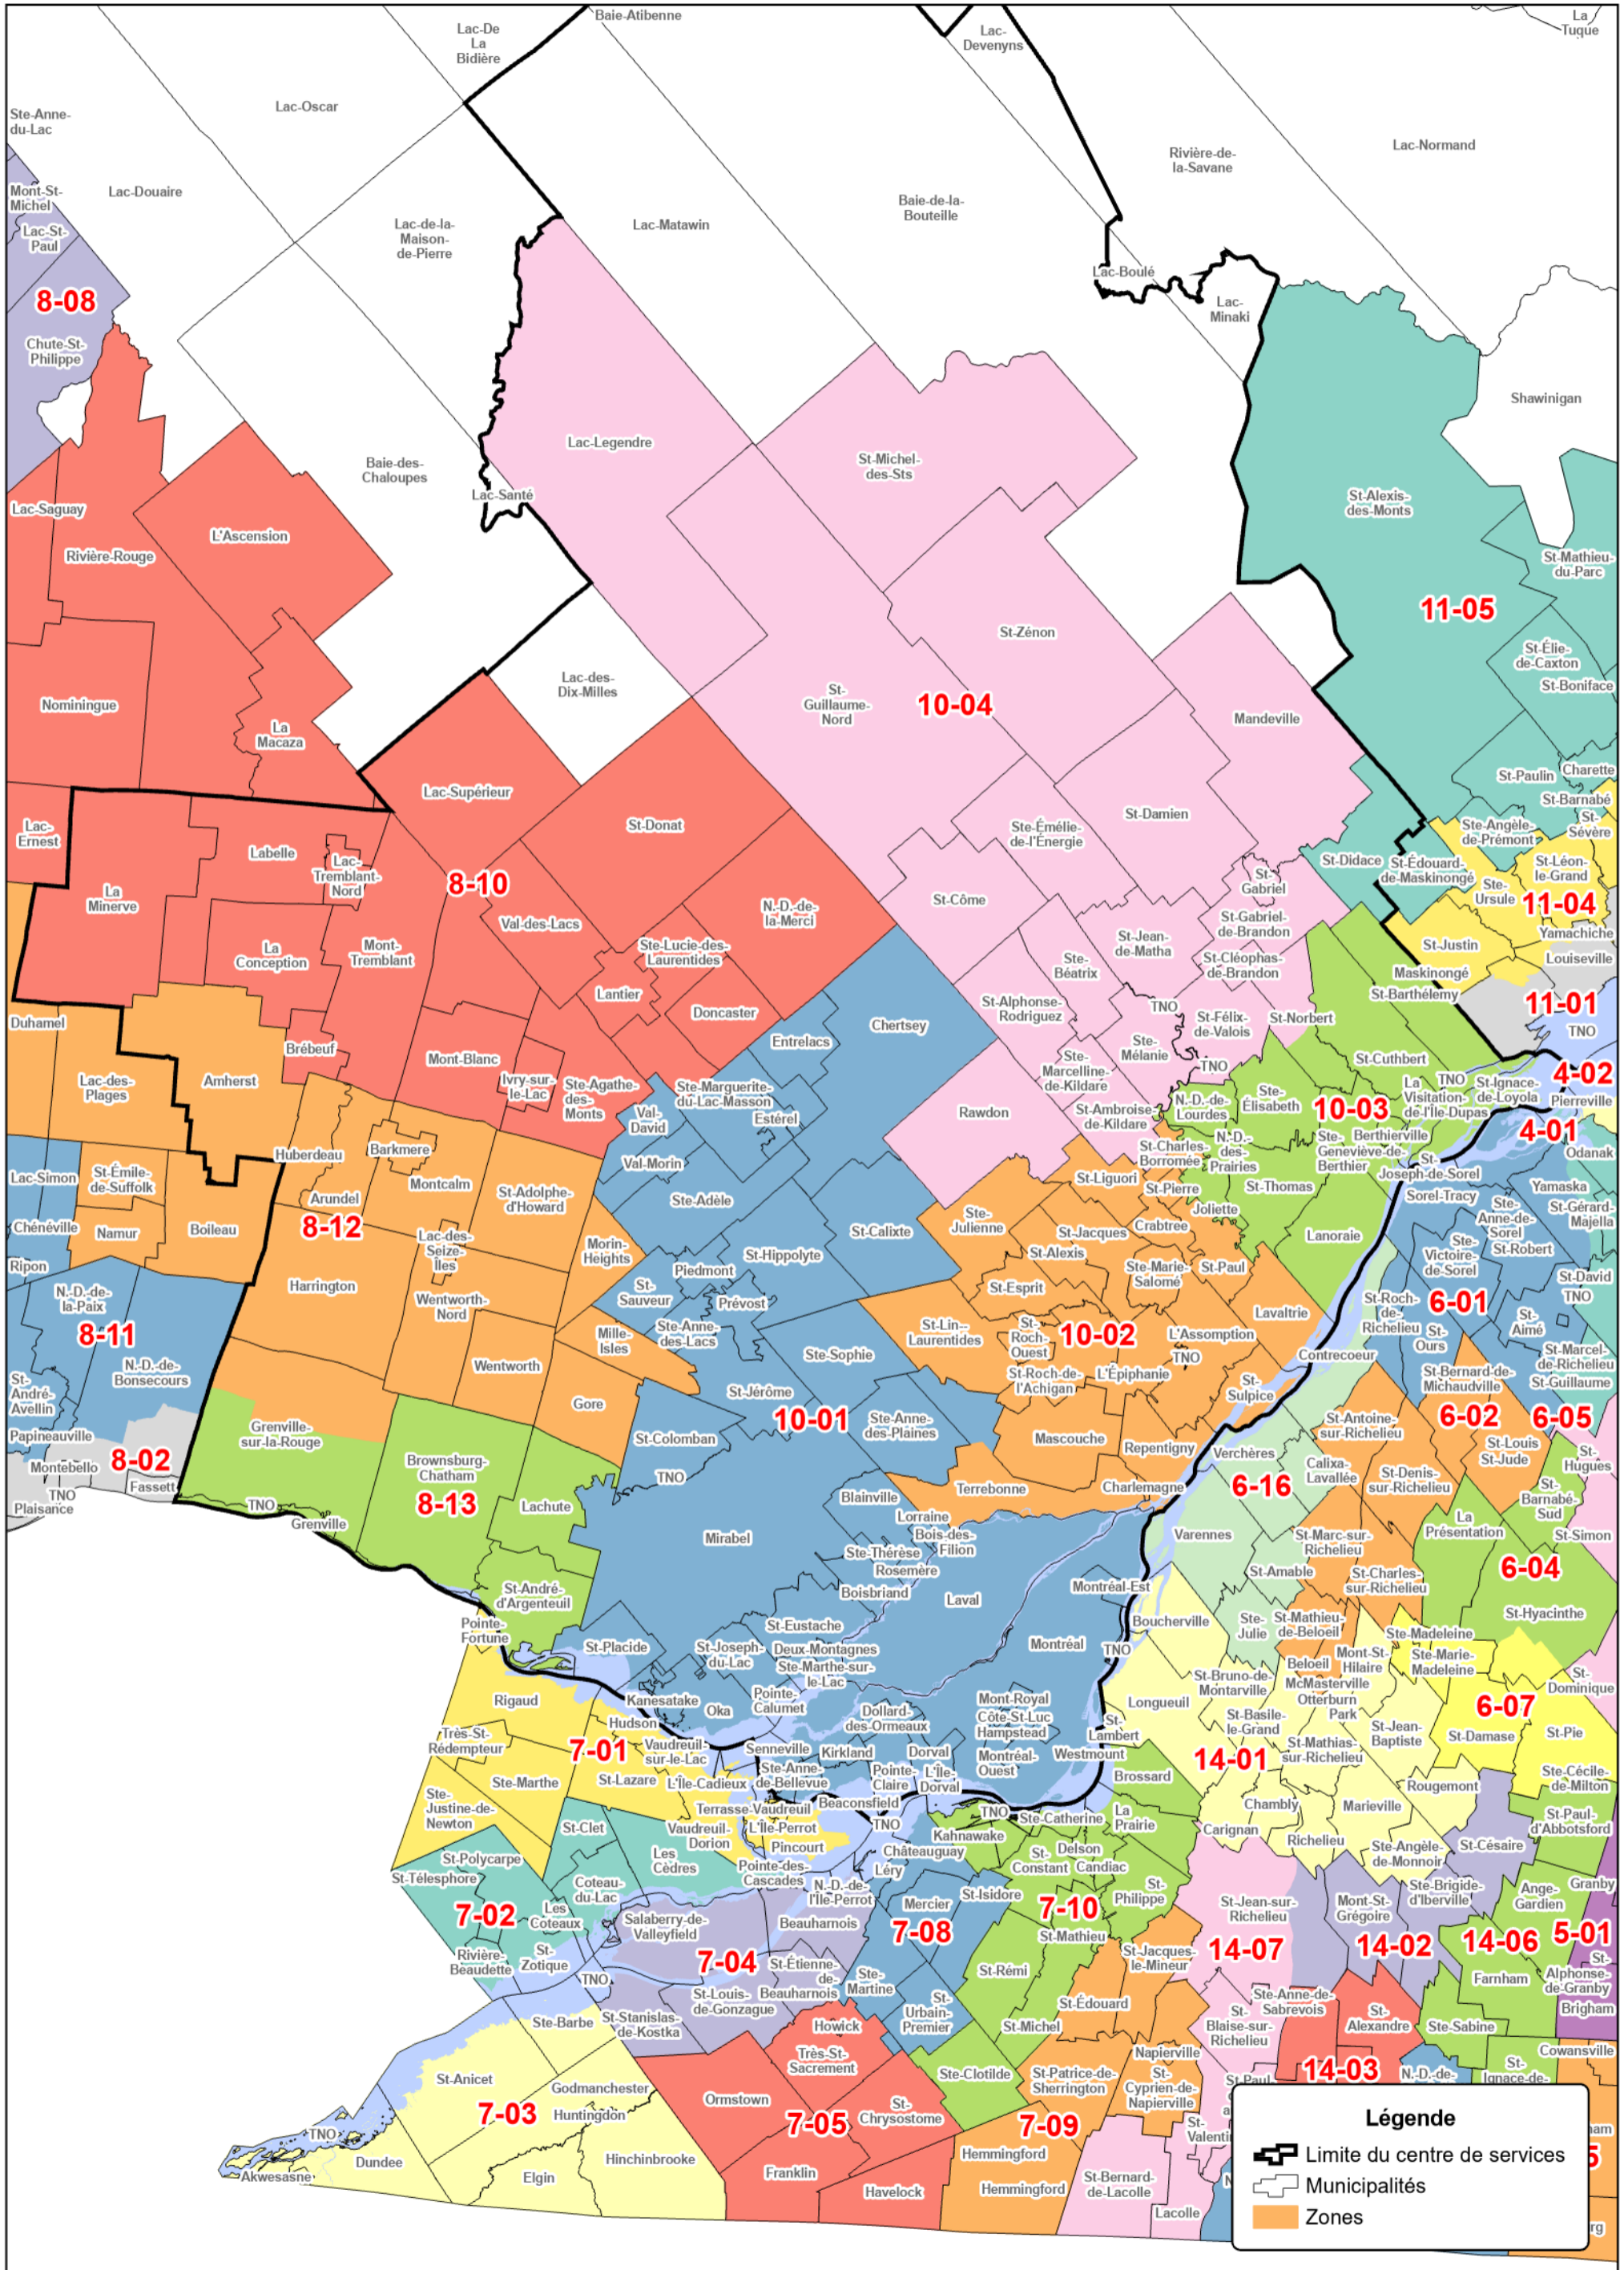 Lac-De
La
Bidière
Baie-Atibenne
Lac-
Devenyns
La
Tuque
Ste-Anne-
du-Lac
Lac-Oscar
Lac-Normand
Rivière-de-
la-Savane
Mont-St-
Michel
Lac-Douaire
Lac-St-
Paul
Lac-de-la-
Maison-
de-Pierre
Lac-Matawin
Baie-de-la-
Bouteille
Lac-Boulé
Lac-
Minaki
8-08
Chute-St-
Philippe
Shawinigan
Lac-Legendre
St-Michel-
des-Sts
Baie-des-
Chaloupes
Lac-Santé
St-Alexis-
des-Monts
Lac-Saguay
Rivière-Rouge
L'Ascension
St-Mathieu-
du-Parc
11-05
St-Zénon
St-Élie-
de-Caxton
St-Boniface
Nominingue
La
Macaza
Lac-des-
Dix-Milles
St-
Guillaume-
Nord
10-04
Mandeville
St-Paulin
Charette
St-Barnabé
Lac-Supérieur
St-Donat
St-Damien
Ste-Émélie-
de-l'Énergie
Ste-Angèle-
de-Prémont
St-
Sévère
Lac-
Ernest
Labelle
Lac-
Tremblant-
Nord
8-10
La
Minerve
St-Didace
St-Édouard-
de-Maskinongé
St-Léon-
le-Grand
Ste-
Ursule
11-04
St-
Gabriel
St-Côme
N.-D.-de-
la-Merci
Val-des-Lacs
St-Gabriel-
de-Brandon
Yamachiche
Louiseville
St-Justin
Maskinongé
La
Conception
Mont-
Tremblant
Ste-Lucie-des-
Laurentides
St-Jean-
de-Matha
Ste-
Béatrix
St-Cléophas-
de-Brandon
St-Barthélemy
11-01
TNO
Lantier
Doncaster
Chertsey
St-Alphonse-
Rodriguez
TNO
St-Félix-
de-Valois
St-Norbert
Duhamel
Brébeuf
Mont-Blanc
Entrelacs
Ste-
Mélanie
TNO
St-Cuthbert
4-02
Lac-des-
Plages
Amherst
Ivry-sur-
le-Lac
Ste-Agathe-
des-
Monts
Ste-Marguerite-
du-Lac-Masson
Estérel
Ste-
Marcelline-
de-Kildare
Rawdon
St-Ambroise-
de-Kildare
N.-D.-de-
Lourdes
Ste-
Élisabeth
10-03
La
Visitation-
de-l'Île-Dupas
TNO
St-Ignace-
de-Loyola
Pierreville
4-01
Odanak
Val-
David
Val-Morin
Huberdeau
Barkmere
Montcalm
Arundel
8-12
St-Adolphe-
d'Howard
Ste-Adèle
St-Liguori
St-Charles-
Borromée
N.-D.-
des-
Prairies
Ste-
Geneviève-de-
Berthier
Berthierville
St-
Joseph-de-Sorel
Sorel-Tracy
Yamaska
St-Gérard-
Majella
Lac-Simon
St-Émile-
de-Suffolk
Chénéville
Namur
Boileau
Ripon
St-Pierre
St-Thomas
Joliette
Crabtree
Ste-
Julienne
St-Jacques
St-Alexis
Ste-Marie-
Salomé
St-Paul
Lanoraie
Ste-
Anne-de-
Sorel
St-Robert
Ste-
Victoire-
de-Sorel
St-David
TNO
St-Calixte
St-Hippolyte
Morin-
Heights
Piedmont
St-
Sauveur
Prévost
Ste-Anne-
des-Lacs
Lac-des-
Seize-
Îles
Harrington
Wentworth-
Nord
Mille-
Isles
Wentworth
N.-D.-de-
la-Paix
8-11
N.-D.-de-
Bonsecours
St-
André-
Avellin
Papineauville
St-Esprit
St-Lin--
Laurentides
St-
Roch-
Ouest
10-02
L'Assomption
TNO
Lavaltrie
St-Roch-
de-
Richelieu
6-01
St-
Ours
St-
Aimé
St-Marcel-
de-Richelieu
St-Guillaume
Contrecoeur
St-Bernard-de-
Michaudville
St-Roch-de-
l'Achigan
L'Épiphanie
St-
Sulpice
Ste-Sophie
St-Jérôme
10-01
Ste-Anne-
des-Plaines
Gore
St-Colomban
TNO
Mascouche
Repentigny
Charlemagne
Terrebonne
Verchères
6-16
Calixa-
Lavallée
St-Antoine-
sur-Richelieu
6-02
6-05
St-Louis
St-Jude
St-
Hugues
St-Denis-
sur-Richelieu
St-
Barnabé-
Sud
Grenville-
sur-la-Rouge
Brownsburg-
Chatham
8-13
Lachute
Montebello
8-02
TNO
Plaisance
Fassett
TNO
Grenville
Mirabel
Blainville
Lorraine
Bois-des-
Filion
Ste-Thérèse
Rosemère
Boisbriand
Laval
Varennes
St-Amable
St-Marc-sur-
Richelieu
La
Présentation
St-Simon
6-04
St-Charles-
sur-Richelieu
St-Hyacinthe
Montréal-Est
Boucherville
Ste-
Julie
St-Mathieu-
de-Beloeil
Ste-Madeleine
St-André-
d'Argenteuil
Pointe-
Fortune
St-Placide
St-Eustache
Deux-Montagnes
Ste-Marthe-sur-
le-Lac
St-Joseph-
du-Lac
Montréal
TNO
Beloeil
McMasterville
Otterburn
Park
Mont-St-
Hilaire
Ste-Marie-
Madeleine
St-
Dominique
Rigaud
Kanesatake
Oka
Pointe-
Calumet
Hudson
Dollard-
des-Ormeaux
Mont-Royal
Côte-St-Luc
Hampstead
Longueuil
St-Bruno-de-
Montarville
St-Basile-
le-Grand
6-07
St-Damase
St-Pie
Très-St-
Rédempteur
7-01
Vaudreuil-
sur-le-Lac
Senneville
Kirkland
Dorval
Montréal-
Ouest
Westmount
St-
Lambert
14-01
St-Mathias-
sur-Richelieu
St-Jean-
Baptiste
Ste-Marthe
St-Lazare
L'Île-Cadieux
Ste-Anne-
de-Bellevue
Pointe-
Claire
L'Île-
Dorval
Brossard
Rougemont
Ste-Cécile-
de-Milton
Ste-
Justine-de-
Newton
Terrasse-Vaudreuil
Beaconsfield
TNO
TNO
Ste-Catherine
La
Prairie
Chambly
Marieville
St-Paul-
d'Abbotsford
St-Clet
Vaudreuil-
Dorion
L'Île-Perrot
Pincourt
Kahnawake
Châteauguay
Delson
Candiac
St-
Constant
Carignan
Richelieu
Ste-Angèle-
de-Monnoir
St-Césaire
St-Polycarpe
St-Télesphore
Les
Cèdres
Pointe-des-
Cascades
Léry
N.-D.-de-
l'Île-Perrot
Mercier
St-Isidore
7-10
St-
Philippe
St-Mathieu
St-Jean-sur-
Richelieu
Mont-St-
Grégoire
Ste-Brigide-
d'Iberville
Ange-
Gardien
Granby
Coteau-
du-Lac
Les
Coteaux
7-02
Salaberry-de-
Valleyfield
Beauharnois
7-08
14-07
14-02
14-06
5-01
Rivière-
Beaudette
St-
Zotique
7-04
TNO
St-Étienne-
de-
Beauharnois
Ste-
Martine
St-Rémi
St-Jacques-
le-Mineur
Farnham
St-
Alphonse-
de-Granby
Brigham
St-Louis-
de-Gonzague
St-Stanislas-
de-Kostka
St-
Urbain-
Premier
St-Édouard
St-Michel
Ste-Anne-de-
Sabrevois
St-
Alexandre
St-
Blaise-sur-
Richelieu
Ste-Sabine
Cowansville
Ste-Barbe
Howick
Très-St-
Sacrement
Ste-Clotilde
Napierville
St-
Cyprien-de-
Napierville
St-Patrice-de-
Sherrington
14-03
N.-D.-de-
St-
Ignace-de-
St-Anicet
Godmanchester
7-03
Huntingdon
Ormstown
St-
Chrysostome
7-05
7-09
St-Paul
St-
Valentin
TNO
Akwesasne
Dundee
Elgin
Hinchinbrooke
Franklin
Havelock
Hemmingford
Hemmingford
St-Bernard-
de-Lacolle
Lacolle
Légende
Limite du centre de services
Municipalités
Zones